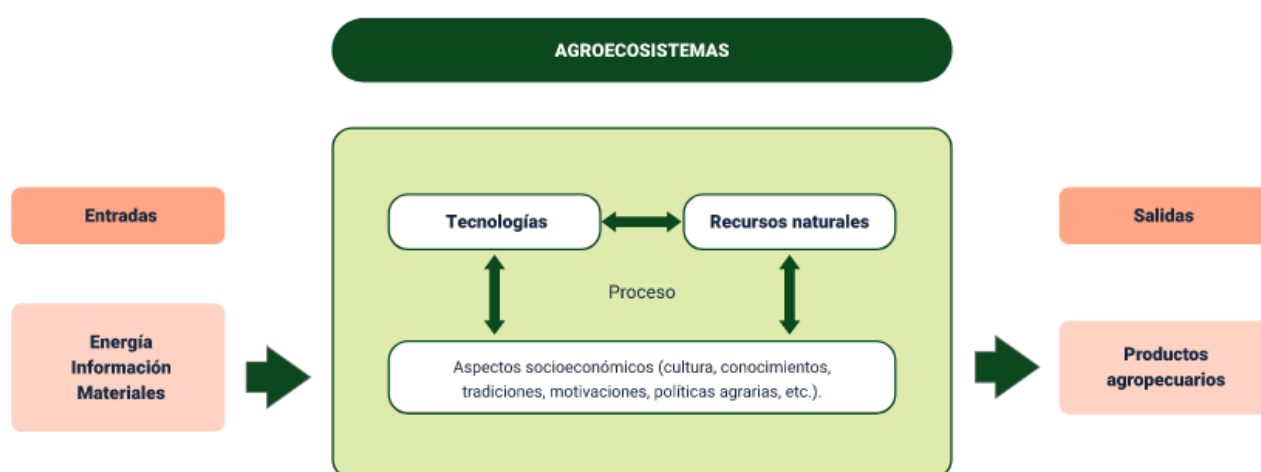 AGROECOSISTEMAS
Entradas
Tecnologías
Recursos naturales
Salidas
Proceso
Energía
Información
Materiales
Aspectos socioeconómicos (cultura, conocimientos,
tradiciones, motivaciones, políticas agrarias, etc.).
Productos
agropecuarios